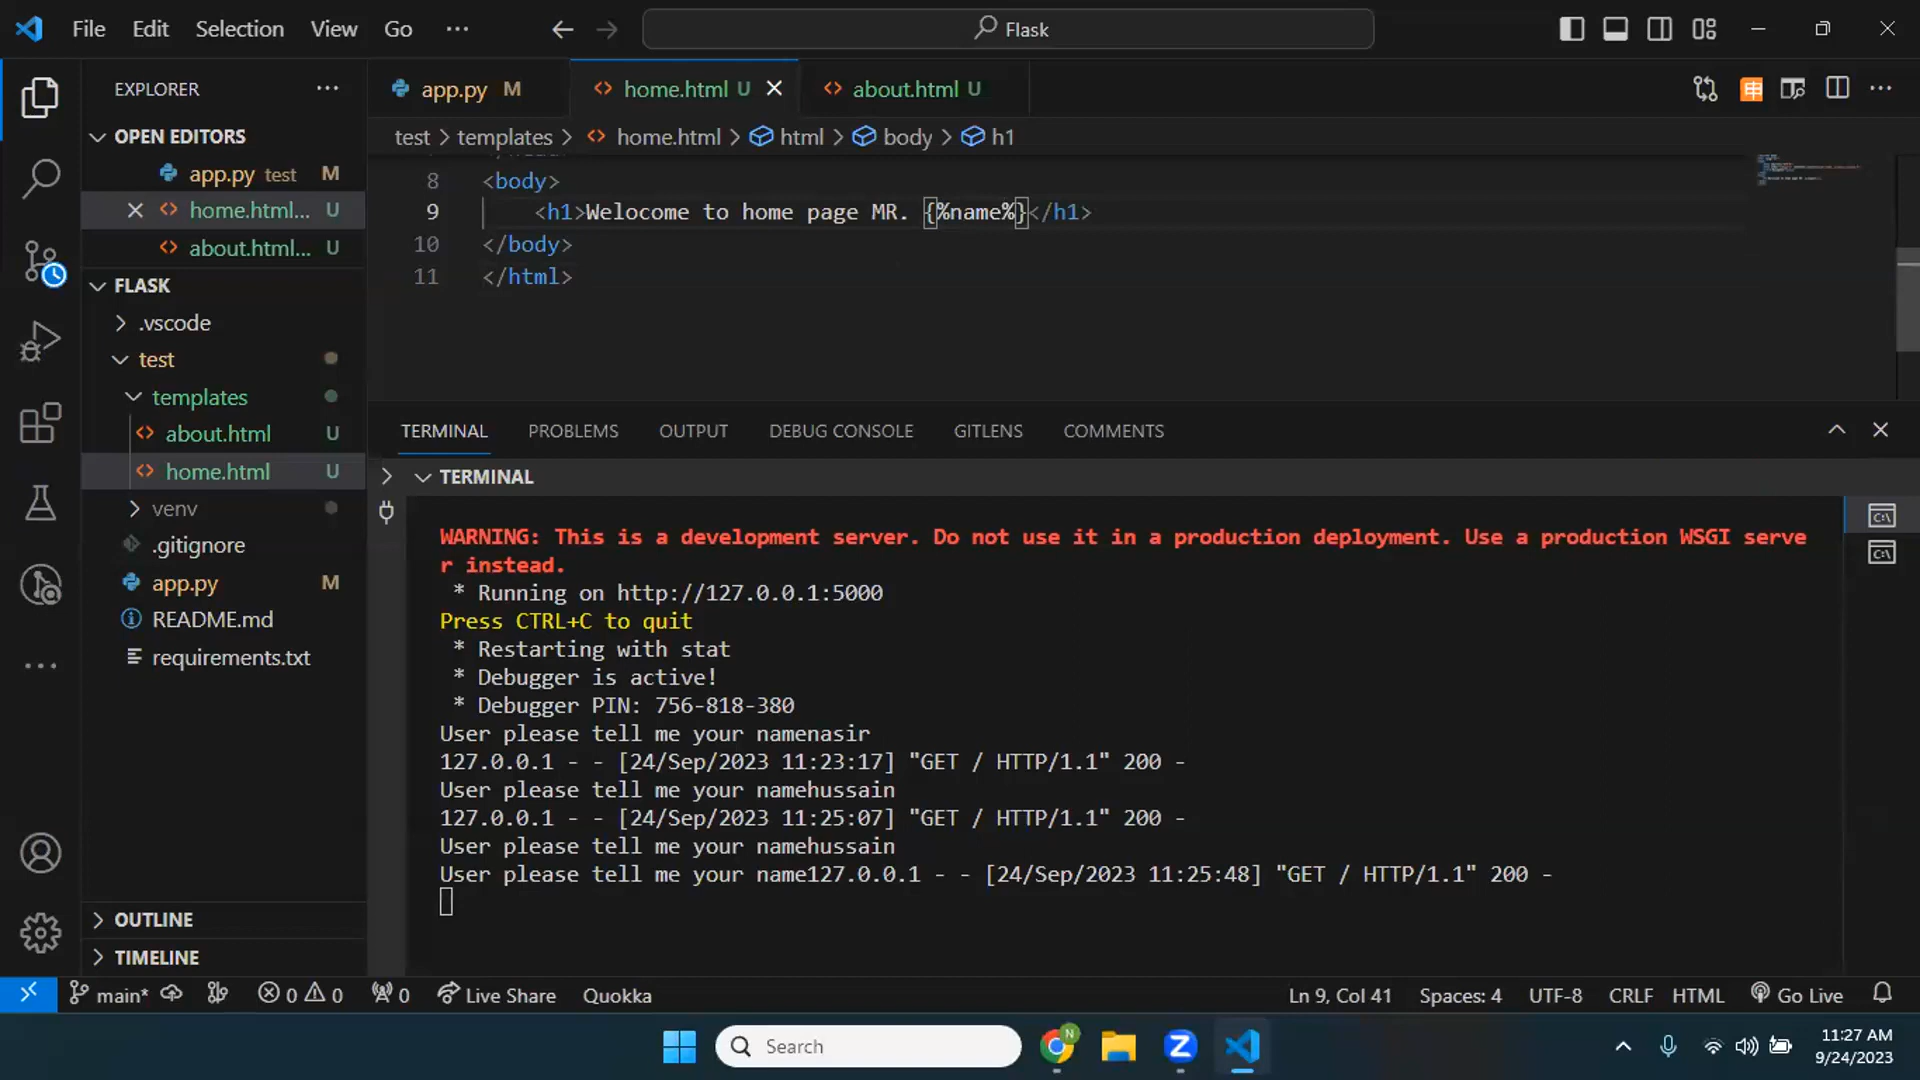 File Edit Selection View Go ··· Flask
EXPLORER ···
OPEN EDITORS
app.py test M
home.html... U
about.html... U
FLASK
.vscode
test
templates
about.html U
home.html U
venv
.gitignore
app.py M
README.md
requirements.txt
OUTLINE
TIMELINE
app.py M home.html U about.html U
test > templates > home.html > html > body > h1
8 <body>
9 <h1>Welocome to home page MR. {%name%}</h1>
10 </body>
11 </html>
TERMINAL PROBLEMS OUTPUT DEBUG CONSOLE GITLENS COMMENTS
TERMINAL
WARNING: This is a development server. Do not use it in a production deployment. Use a production WSGI serve
r instead.
* Running on http://127.0.0.1:5000
Press CTRL+C to quit
* Restarting with stat
* Debugger is active!
* Debugger PIN: 756-818-380
User please tell me your namenasir
127.0.0.1 - - [24/Sep/2023 11:23:17] "GET / HTTP/1.1" 200 -
User please tell me your namehussain
127.0.0.1 - - [24/Sep/2023 11:25:07] "GET / HTTP/1.1" 200 -
User please tell me your namehussain
User please tell me your name127.0.0.1 - - [24/Sep/2023 11:25:48] "GET / HTTP/1.1" 200 -
main* 0 0 0 Live Share Quokka Ln 9, Col 41 Spaces: 4 UTF-8 CRLF HTML Go Live
Search
11:27 AM
9/24/2023